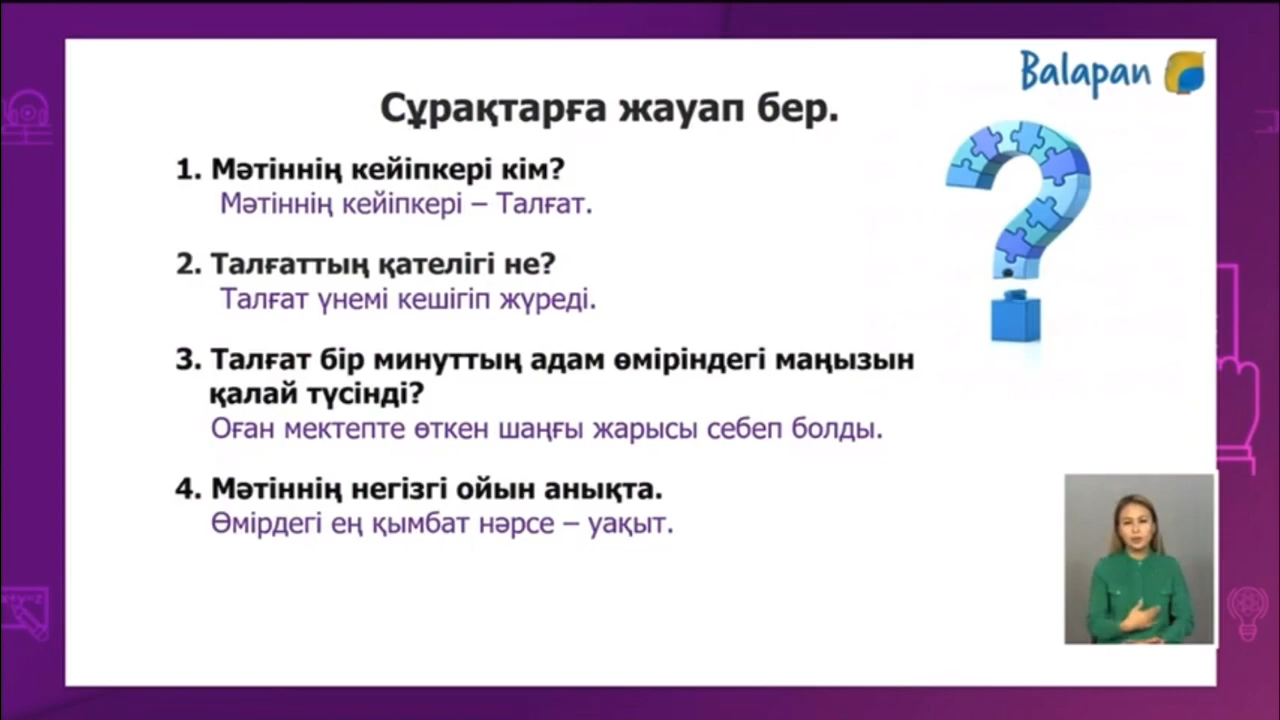 Balapan
Сұрақтарға жауап бер.
1. Мәтіннің кейіпкері кім?
Мәтіннің кейіпкері – Талғат.
2. Талғаттың қателігі не?
Талғат үнемі кешігіп жүреді.
3. Талғат бір минуттың адам өміріндегі маңызын
қалай түсінді?
Оған мектепте өткен шаңғы жарысы себеп болды.
4. Мәтіннің негізгі ойын анықта.
Өмірдегі ең қымбат нәрсе – уақыт.
x+y=z